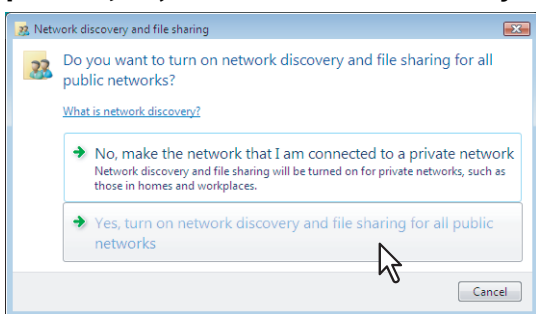 Network discovery and file sharing
Do you want to turn on network discovery and file sharing for all
public networks?
What is network discovery?
No, make the network that I am connected to a private network
Network discovery and file sharing will be turned on for private networks, such as
those in homes and workplaces.
Yes, turn on network discovery and file sharing for all public
networks
Cancel